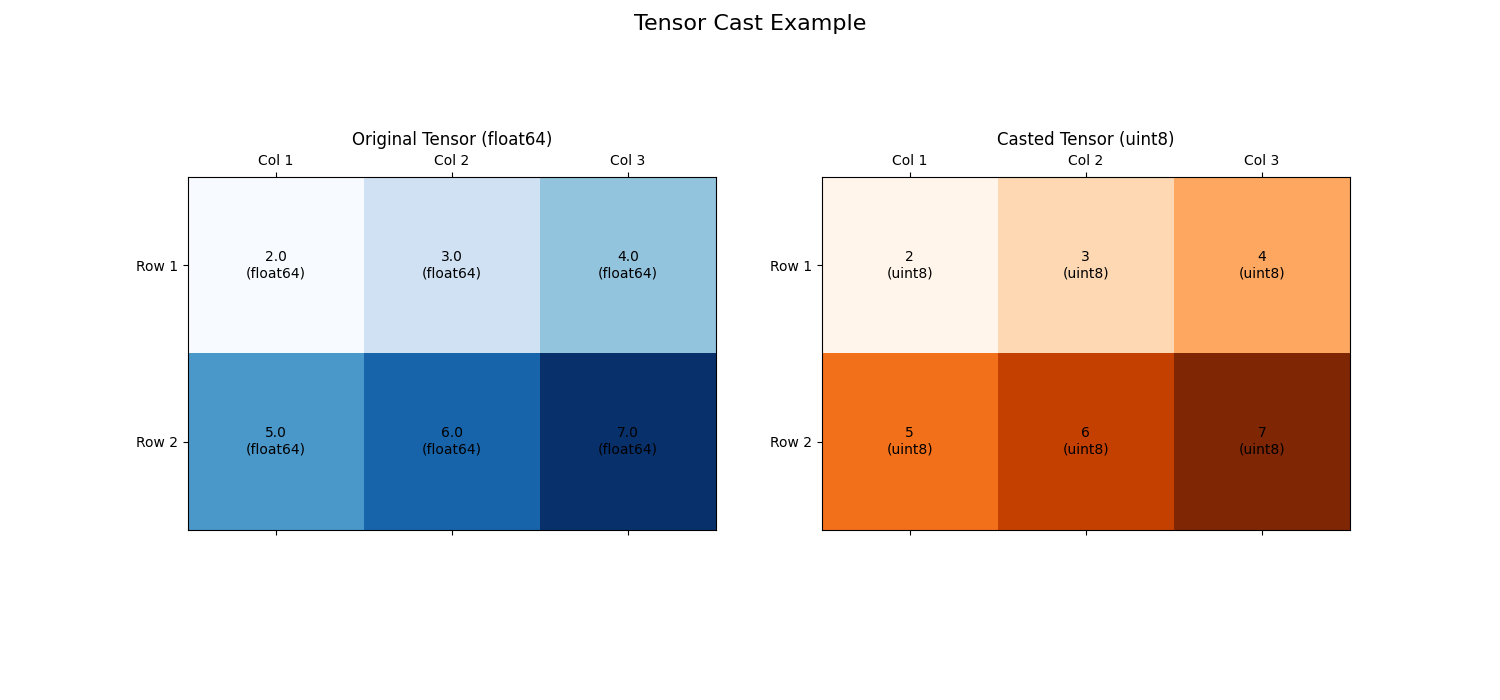 Tensor Cast Example
Original Tensor (float64)
Col 1 Col 2 Col 3
Row 1
2.0
(float64)
3.0
(float64)
4.0
(float64)
Row 2
5.0
(float64)
6.0
(float64)
7.0
(float64)
Casted Tensor (uint8)
Col 1 Col 2 Col 3
Row 1
2
(uint8)
3
(uint8)
4
(uint8)
Row 2
5
(uint8)
6
(uint8)
7
(uint8)